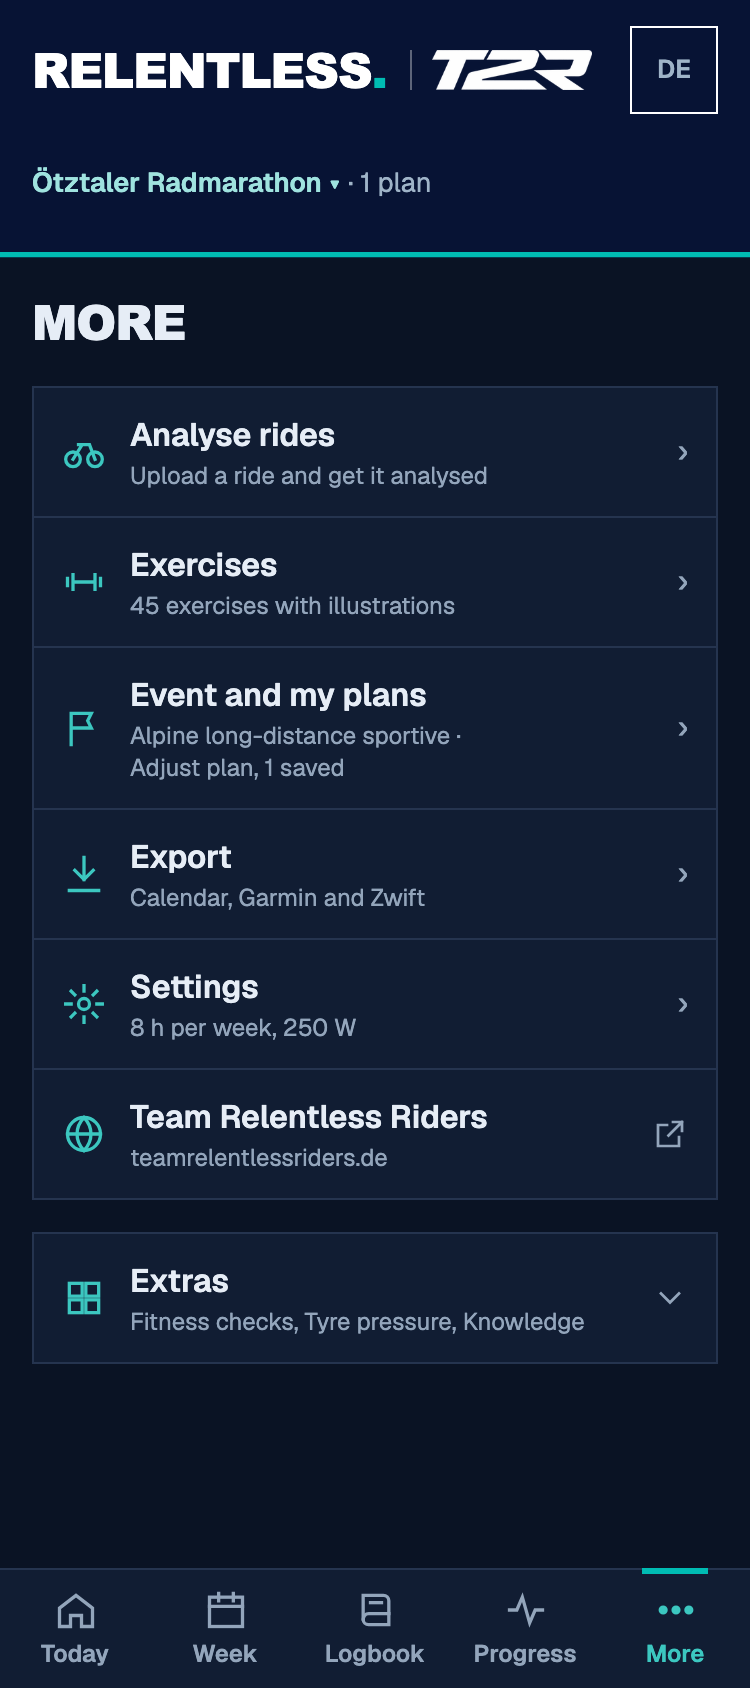 RELENTLESS. | T2R
DE
Ötztaler Radmarathon ▾ · 1 plan
MORE
Analyse rides
Upload a ride and get it analysed
Exercises
45 exercises with illustrations
Event and my plans
Alpine long-distance sportive ·
Adjust plan, 1 saved
Export
Calendar, Garmin and Zwift
Settings
8 h per week, 250 W
Team Relentless Riders
teamrelentlessriders.de
Extras
Fitness checks, Tyre pressure, Knowledge
Today
Week
Logbook
Progress
More